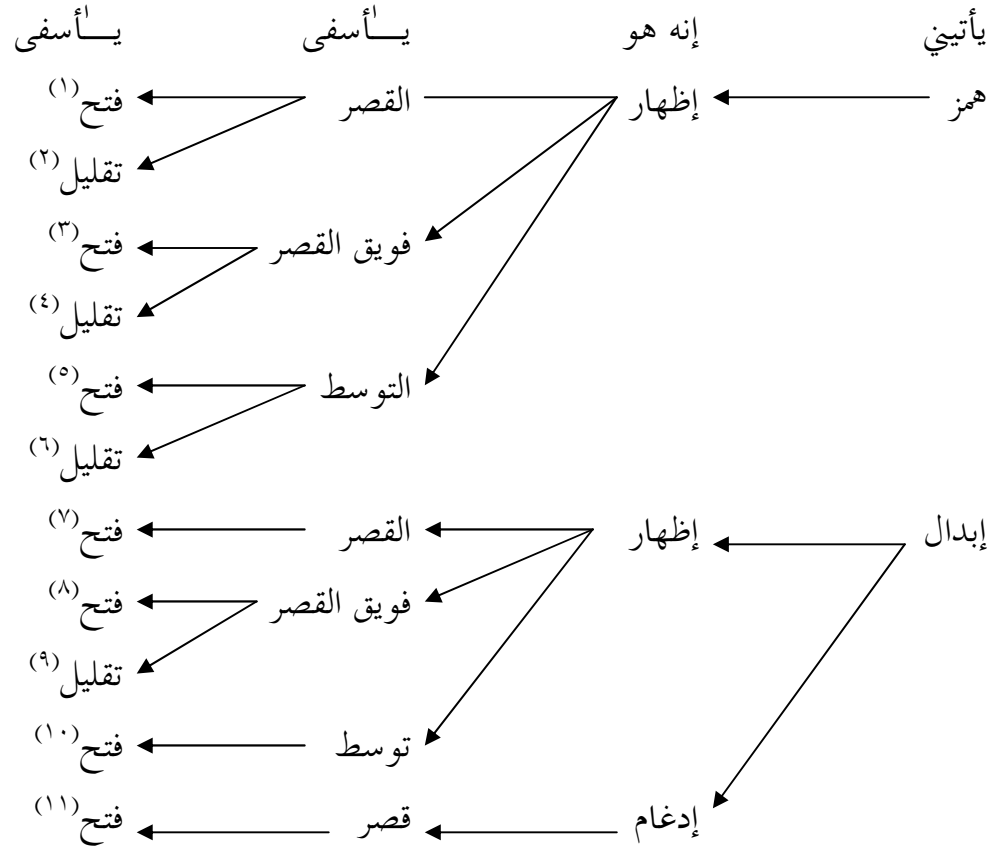 يأتيني إنه هو يـــٰأسفى يـــٰأسفى
همز إظهار القصر فتح(١)
تقليل(٢)
فويق القصر فتح(٣)
تقليل(٤)
التوسط فتح(٥)
تقليل(٦)
إبدال إظهار القصر فتح(٧)
فويق القصر فتح(٨)
تقليل(٩)
توسط فتح(١٠)
إدغام قصر فتح(١١)